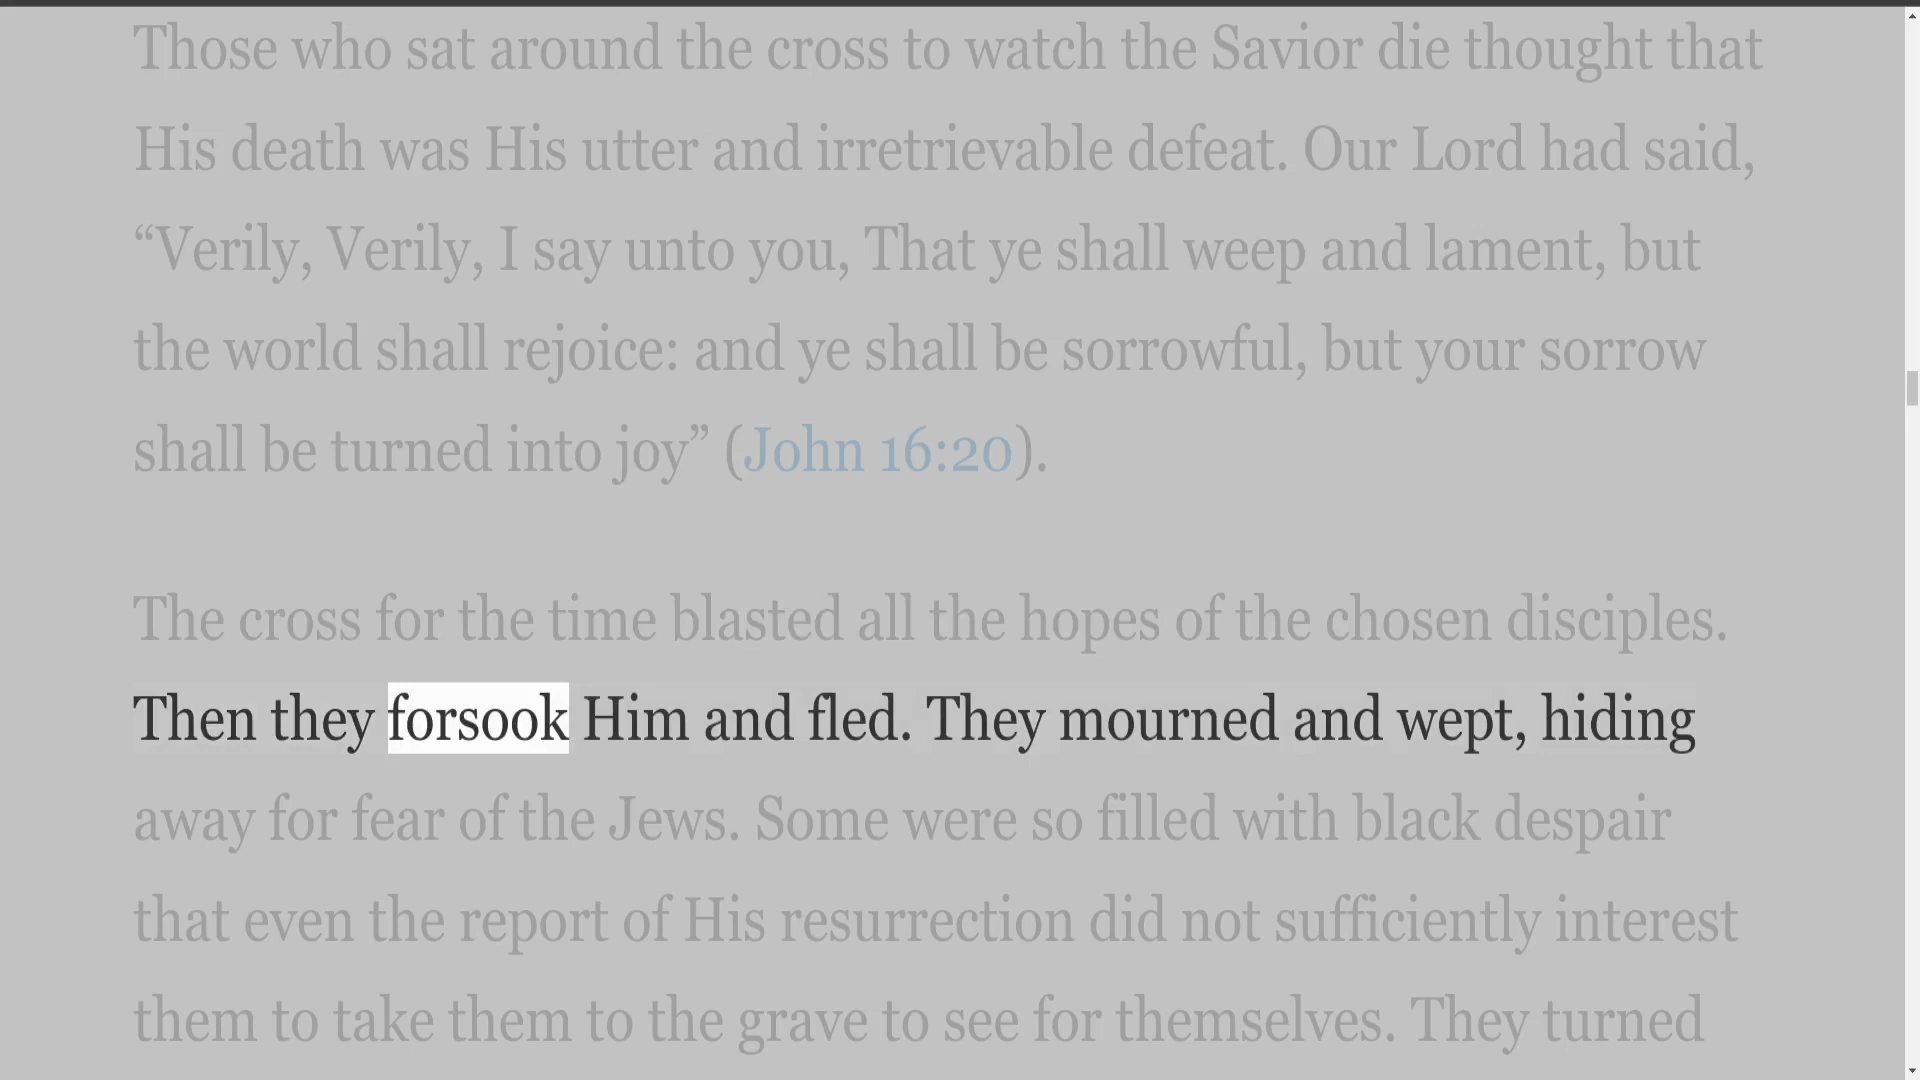 Those who sat around the cross to watch the Savior die thought that
His death was His utter and irretrievable defeat. Our Lord had said,
“Verily, Verily, I say unto you, That ye shall weep and lament, but
the world shall rejoice: and ye shall be sorrowful, but your sorrow
shall be turned into joy” (John 16:20).
The cross for the time blasted all the hopes of the chosen disciples.
Then they forsook Him and fled. They mourned and wept, hiding
away for fear of the Jews. Some were so filled with black despair
that even the report of His resurrection did not sufficiently interest
them to take them to the grave to see for themselves. They turned